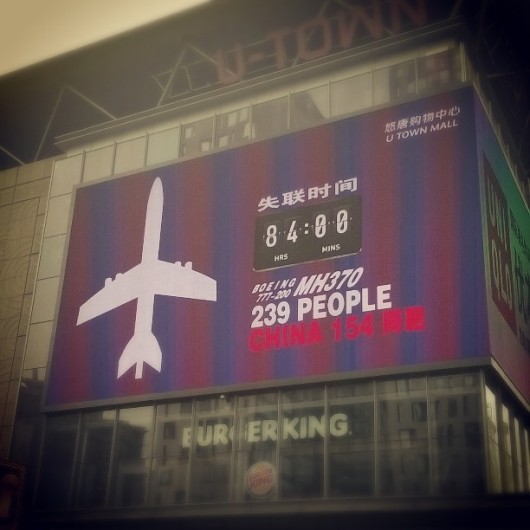 U-TOWN
悠唐购物中心
U TOWN MALL
失联时间
84:00
HRS MINS
BOEING
777-200 MH370
239 PEOPLE
CHINA 154
BURGER KING